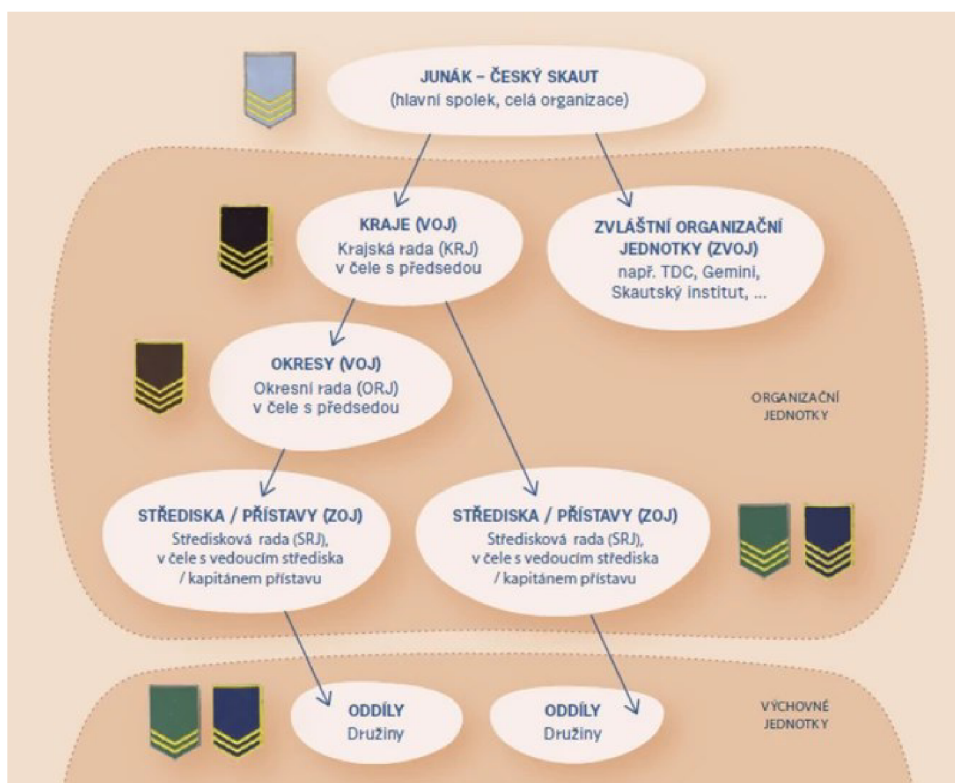 JUNÁK – ČESKÝ SKAUT
(hlavní spolek, celá organizace)
KRAJE (VOJ)
Krajská rada (KRJ)
v čele s předsedou
ZVLÁŠTNÍ ORGANIZAČNÍ
JEDNOTKY (ZVOJ)
např. TDC, Gemini,
Skautský institut, ...
OKRESY (VOJ)
Okresní rada (ORJ)
v čele s předsedou
ORGANIZAČNÍ
JEDNOTKY
STŘEDISKA / PŘÍSTAVY (ZOJ)
Středisková rada (SRJ),
v čele s vedoucím střediska
/ kapitánem přístavu
STŘEDISKA / PŘÍSTAVY (ZOJ)
Středisková rada (SRJ),
v čele s vedoucím střediska
/ kapitánem přístavu
ODDÍLY
Družiny
ODDÍLY
Družiny
VÝCHOVNÉ
JEDNOTKY